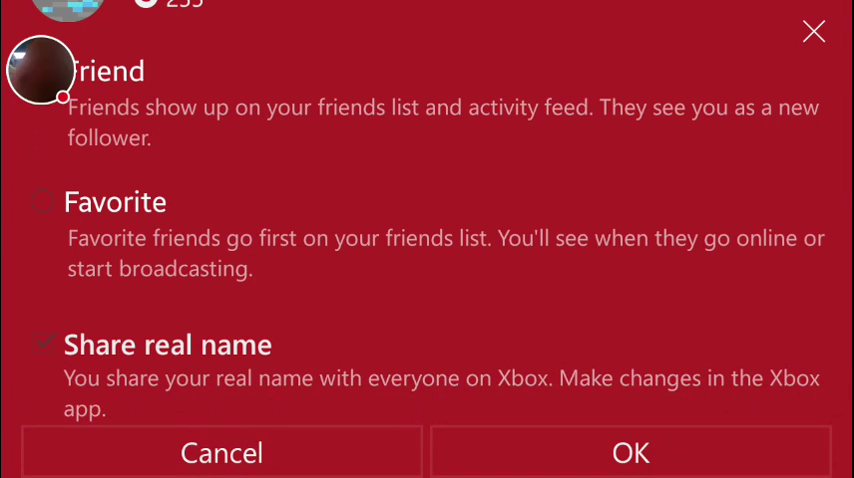 255
Friend
Friends show up on your friends list and activity feed. They see you as a new
follower.
Favorite
Favorite friends go first on your friends list. You'll see when they go online or
start broadcasting.
Share real name
You share your real name with everyone on Xbox. Make changes in the Xbox
app.
Cancel
OK